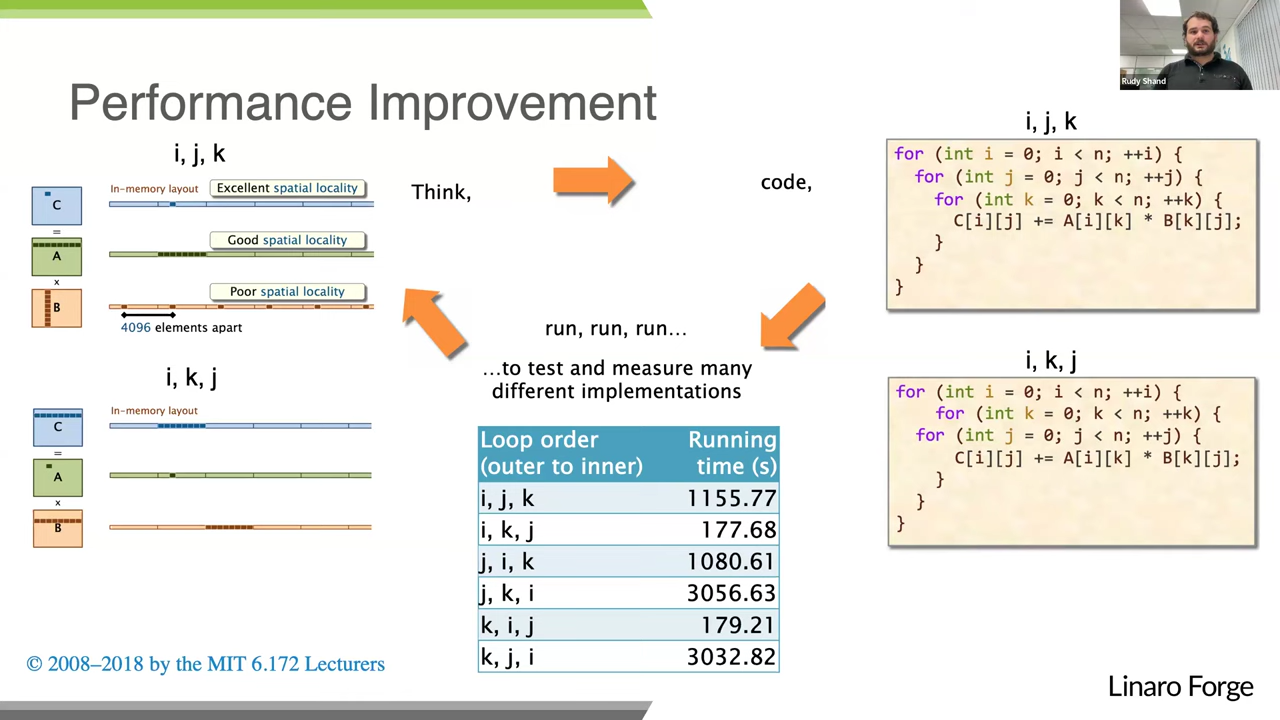 Rudy Shand
Performance Improvement
i, j, k
In-memory layout
Excellent spatial locality
C
=
Good spatial locality
A
x
Poor spatial locality
B
4096 elements apart
i, k, j
In-memory layout
C
=
A
x
B
Think,
code,
run, run, run...
...to test and measure many
different implementations
Loop order (outer to inner) Running time (s)
i, j, k 1155.77
i, k, j 177.68
j, i, k 1080.61
j, k, i 3056.63
k, i, j 179.21
k, j, i 3032.82
i, j, k
for (int i = 0; i < n; ++i) {
for (int j = 0; j < n; ++j) {
for (int k = 0; k < n; ++k) {
C[i][j] += A[i][k] * B[k][j];
}
}
}
i, k, j
for (int i = 0; i < n; ++i) {
for (int k = 0; k < n; ++k) {
for (int j = 0; j < n; ++j) {
C[i][j] += A[i][k] * B[k][j];
}
}
}
© 2008–2018 by the MIT 6.172 Lecturers
Linaro Forge